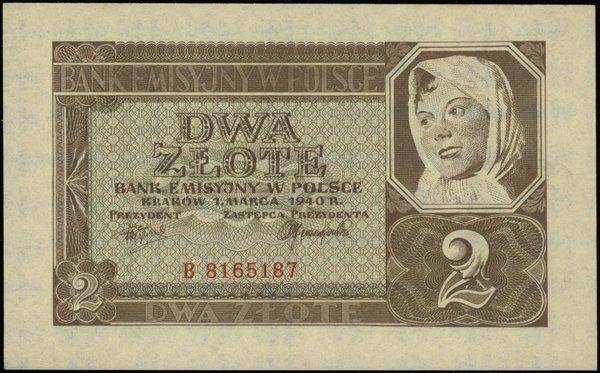 BANK EMISYJNY W POLSCE
DWA
ZŁOTE
BANK EMISYJNY W POLSCE
KRAKÓW 1. MARCA 1940 R.
PREZYDENT ZASTĘPCA PREZYDENTA
B 8165187
2
2
DWA ZŁOTE